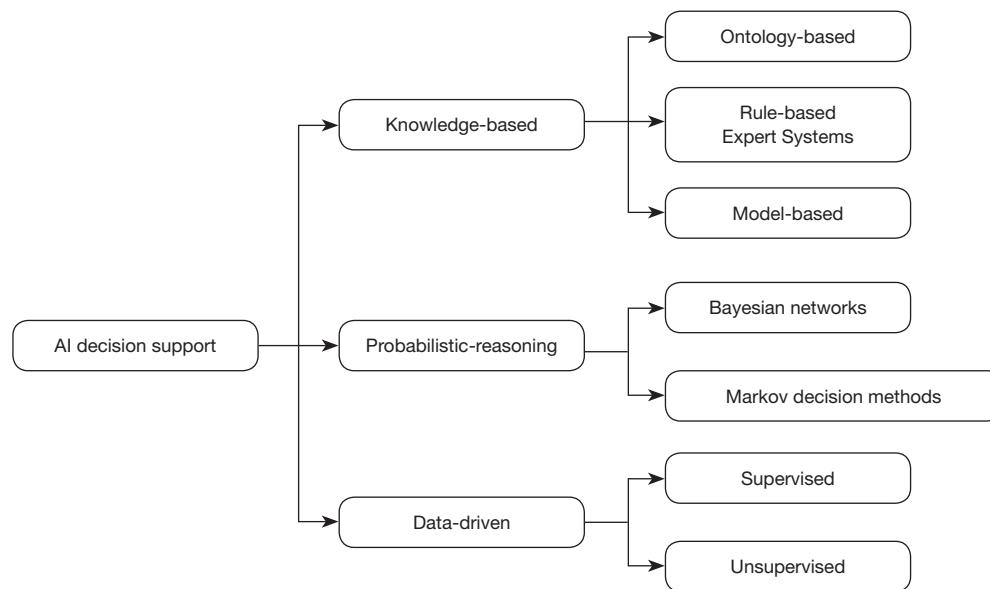 Ontology-based
Knowledge-based
Rule-based
Expert Systems
Model-based
AI decision support
Probabilistic-reasoning
Bayesian networks
Markov decision methods
Data-driven
Supervised
Unsupervised